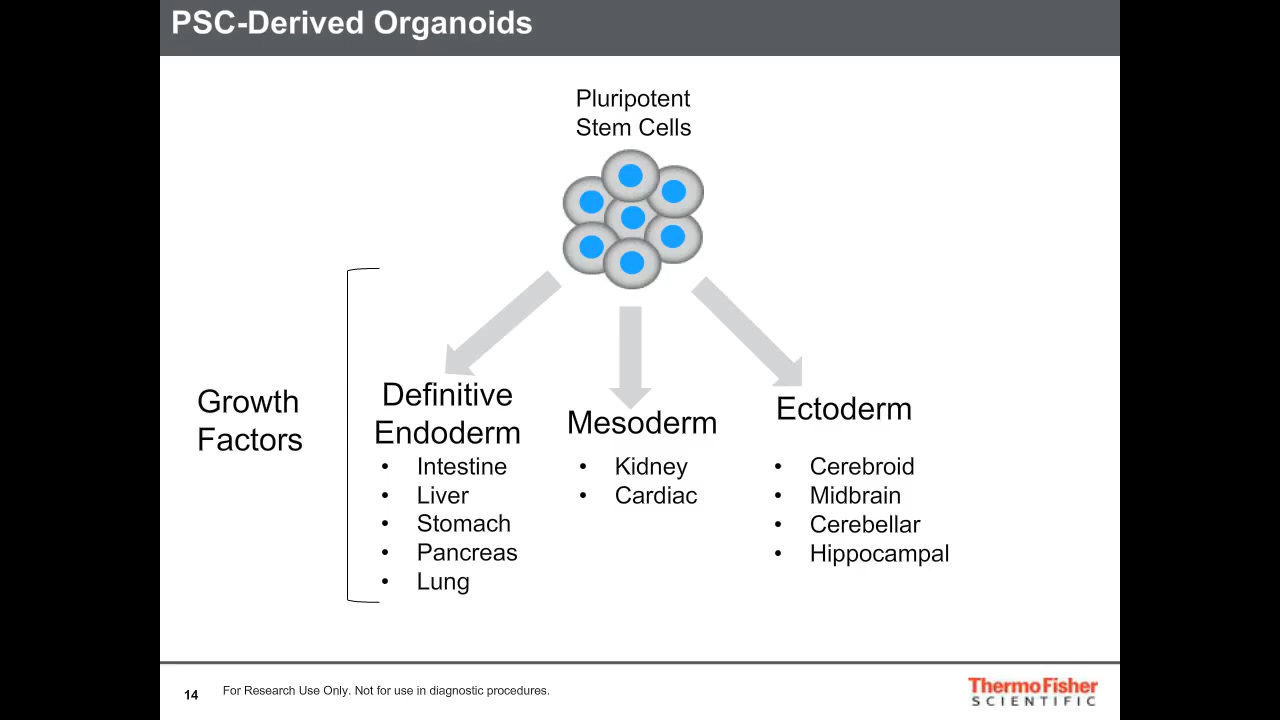 PSC-Derived Organoids
Pluripotent
Stem Cells
Growth
Factors
Definitive
Endoderm
• Intestine
• Liver
• Stomach
• Pancreas
• Lung
Mesoderm
• Kidney
• Cardiac
Ectoderm
• Cerebroid
• Midbrain
• Cerebellar
• Hippocampal
14
For Research Use Only. Not for use in diagnostic procedures.
ThermoFisher
SCIENTIFIC